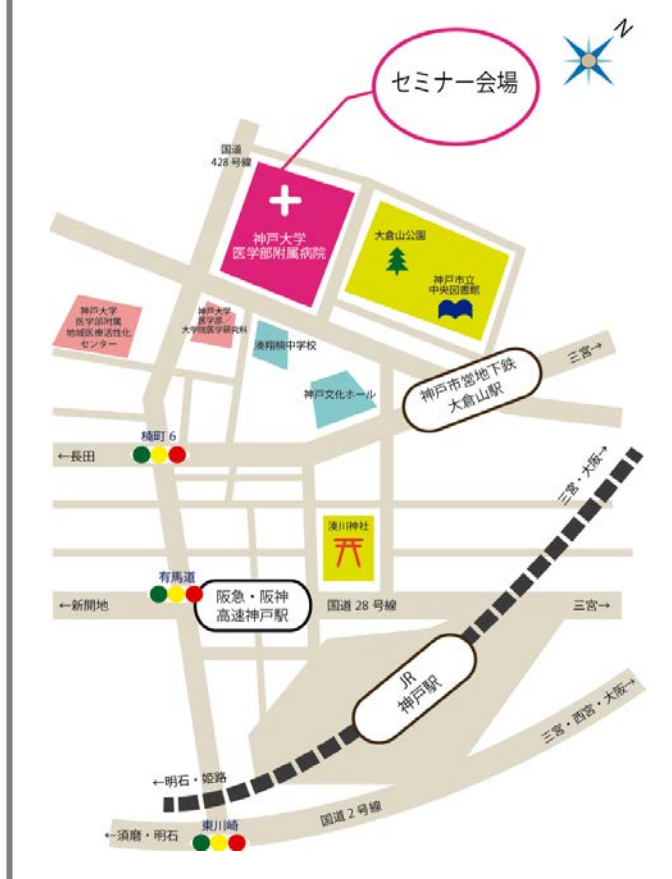 N
セミナー会場
国道
428 号線
神戸大学
医学部附属病院
大倉山公園
神戸市立
中央図書館
神戸大学
医学部附属
地域医療活性化
センター
神戸大学
医学部、
大学院医学研究科
湊翔楠中学校
神戸文化ホール
神戸市営地下鉄
大倉山駅
三宮→
楠町 6
←長田
三宮・大阪→
湊川神社
有馬道
←新開地
阪急・阪神
高速神戸駅
国道 28 号線
三宮→
JR
神戸駅
三宮・西宮・大阪→
←明石・姫路
国道 2 号線
東川崎
←須磨・明石